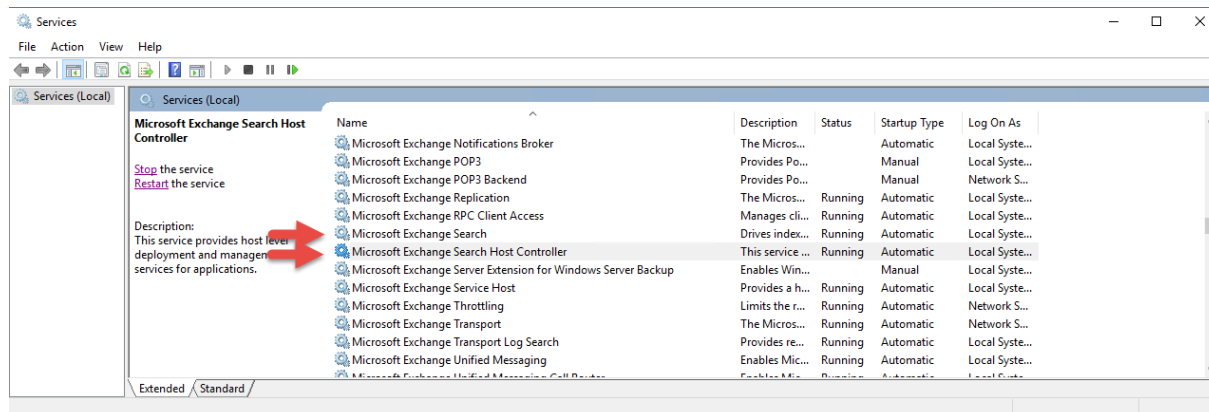 Services
File Action View Help
Services (Local)
Services (Local)
Microsoft Exchange Search Host
Controller
Stop the service
Restart the service
Description:
This service provides host level
deployment and managem
services for applications.
Name Description Status Startup Type Log On As
Microsoft Exchange Notifications Broker The Micros... Automatic Local Syste...
Microsoft Exchange POP3 Provides Po... Manual Local Syste...
Microsoft Exchange POP3 Backend Provides Po... Manual Network S...
Microsoft Exchange Replication The Micros... Running Automatic Local Syste...
Microsoft Exchange RPC Client Access Manages cli... Running Automatic Local Syste...
Microsoft Exchange Search Drives index... Running Automatic Local Syste...
Microsoft Exchange Search Host Controller This service ... Running Automatic Local Syste...
Microsoft Exchange Server Extension for Windows Server Backup Enables Win... Manual Local Syste...
Microsoft Exchange Service Host Provides a h... Running Automatic Local Syste...
Microsoft Exchange Throttling Limits the r... Running Automatic Network S...
Microsoft Exchange Transport The Micros... Running Automatic Network S...
Microsoft Exchange Transport Log Search Provides re... Running Automatic Local Syste...
Microsoft Exchange Unified Messaging Enables Mic... Running Automatic Local Syste...
Extended Standard